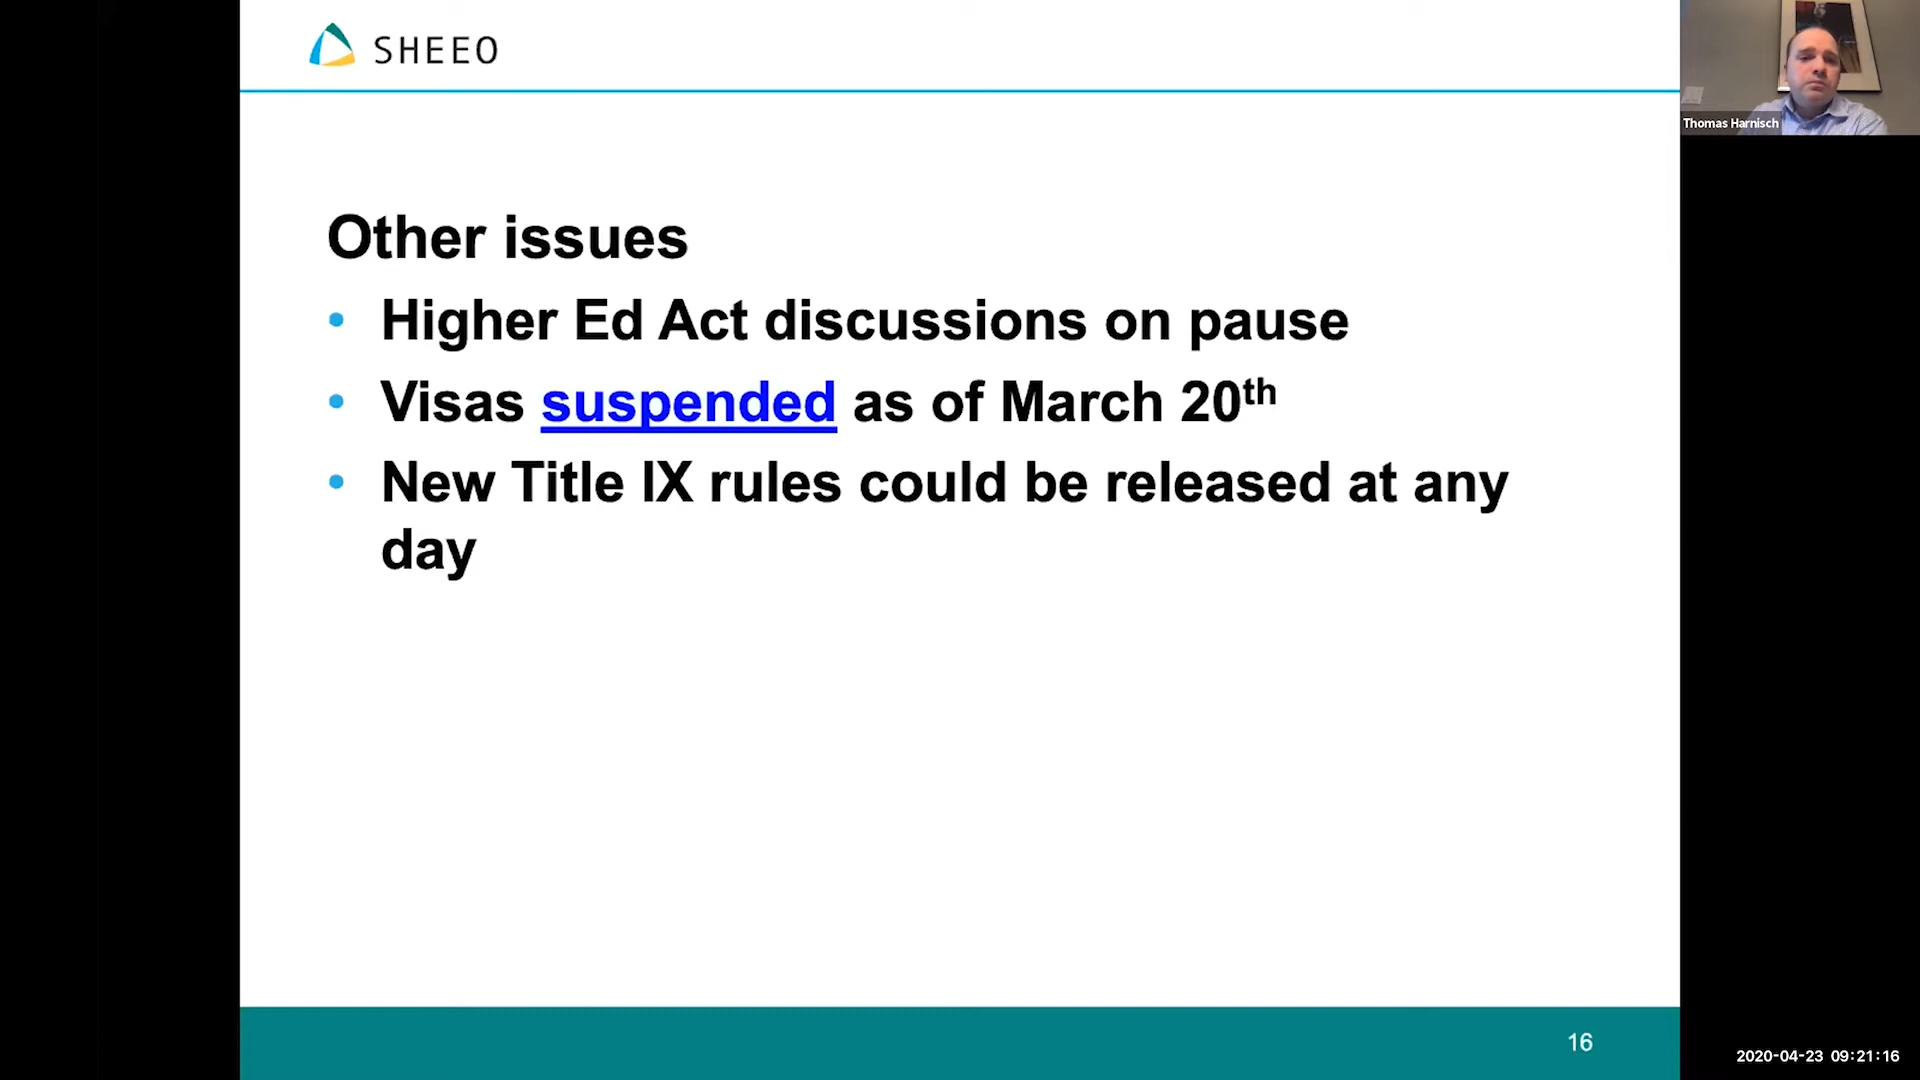 SHEEO
Thomas Harnisch
Other issues
• Higher Ed Act discussions on pause
• Visas suspended as of March 20th
• New Title IX rules could be released at any
day
16
2020-04-23 09:21:16